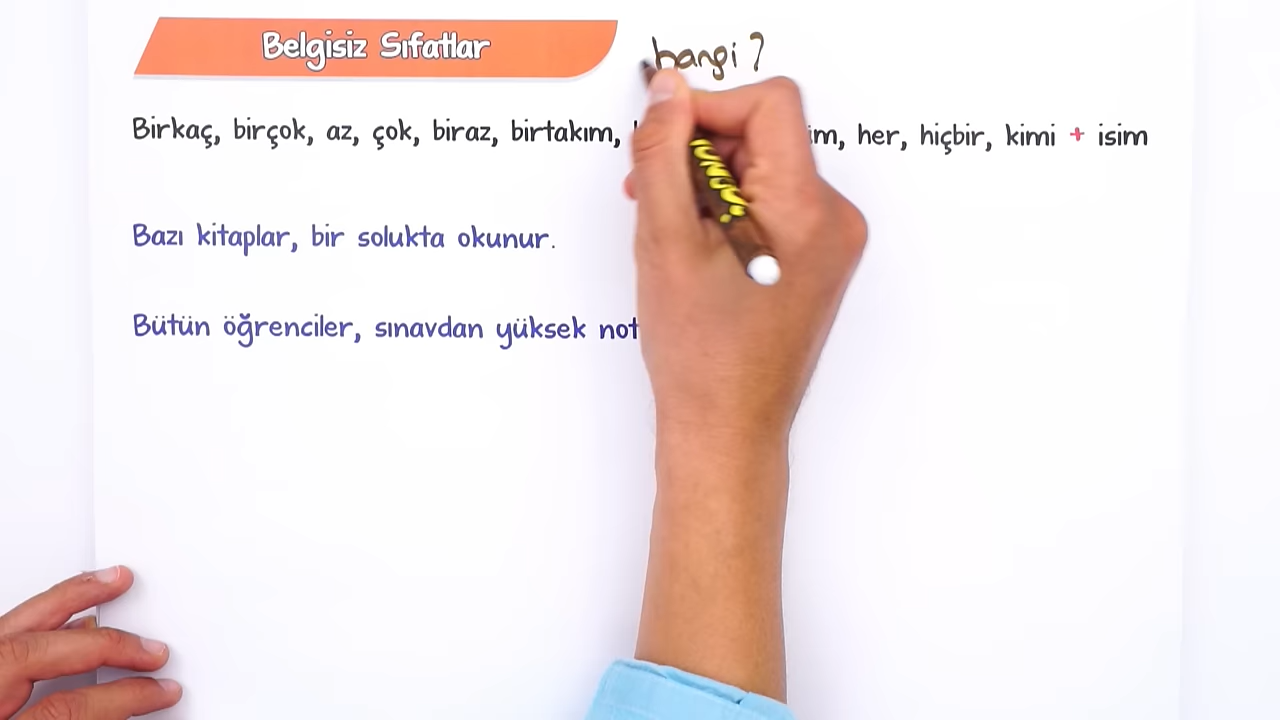 Belgisiz Sıfatlar
hangi ?
Birkaç, birçok, az, çok, biraz, birtakım, her, hiçbir, kimi + isim
Bazı kitaplar, bir solukta okunur.
Bütün öğrenciler, sınavdan yüksek not